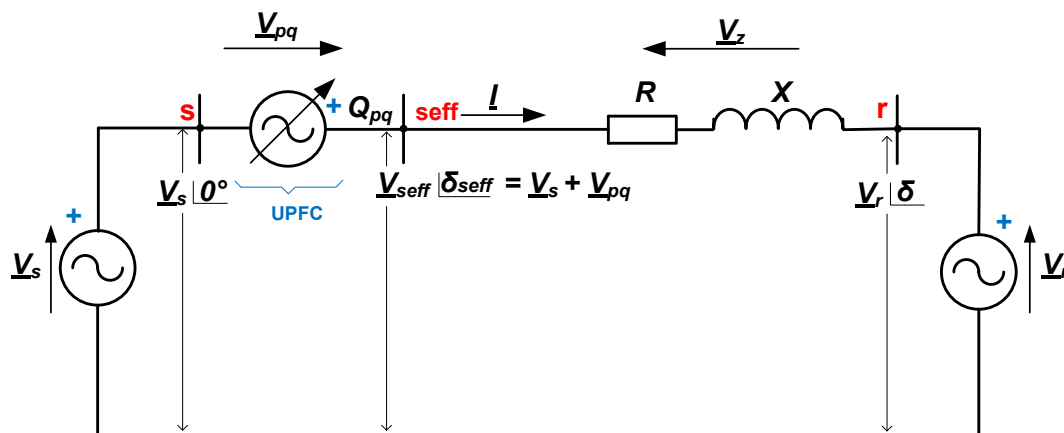 V_pq
V_z
s
+
Q_pq
seff
I
R
X
r
V_s |0°
UPFC
V_seff |δ_seff = V_s + V_pq
V_r |δ
+
V_s
+